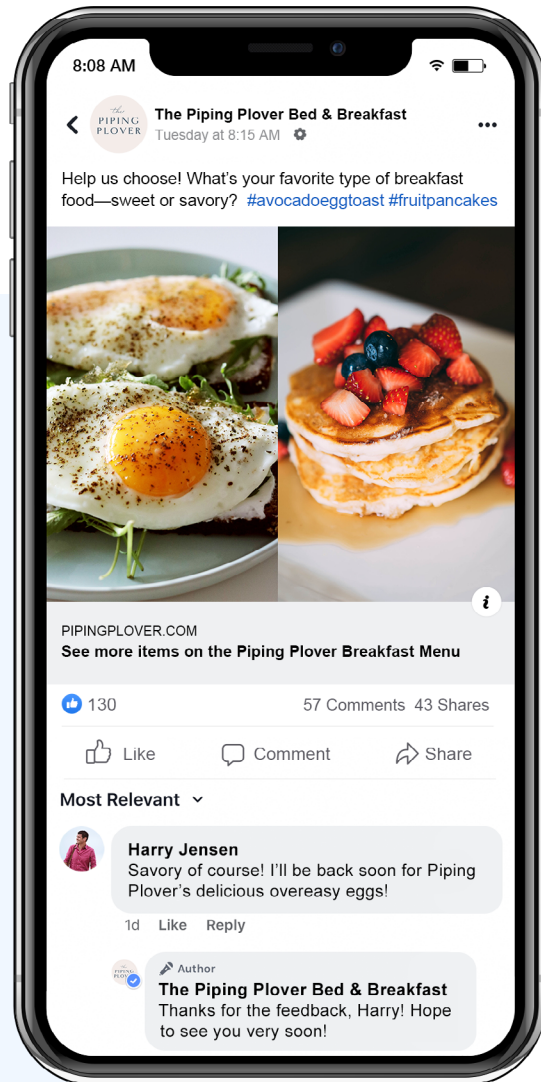 8:08 AM
the
PIPING
PLOVER
The Piping Plover Bed & Breakfast
Tuesday at 8:15 AM
Help us choose! What's your favorite type of breakfast
food—sweet or savory? #avocadoeggtoast #fruitpancakes
i
PIPINGPLOVER.COM
See more items on the Piping Plover Breakfast Menu
130
57 Comments 43 Shares
Like Comment Share
Most Relevant
Harry Jensen
Savory of course! I'll be back soon for Piping
Plover's delicious overeasy eggs!
1d Like Reply
Author
The Piping Plover Bed & Breakfast
Thanks for the feedback, Harry! Hope
to see you very soon!